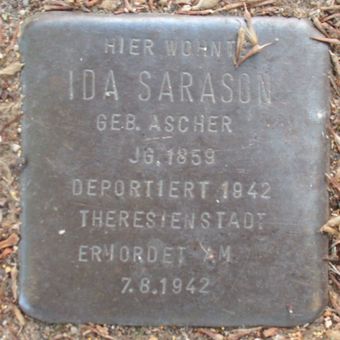 HIER WOHNTE
IDA SARASON
GEB. ASCHER
JG. 1859
DEPORTIERT 1942
THERESIENSTADT
ERMORDET AM
7.8.1942